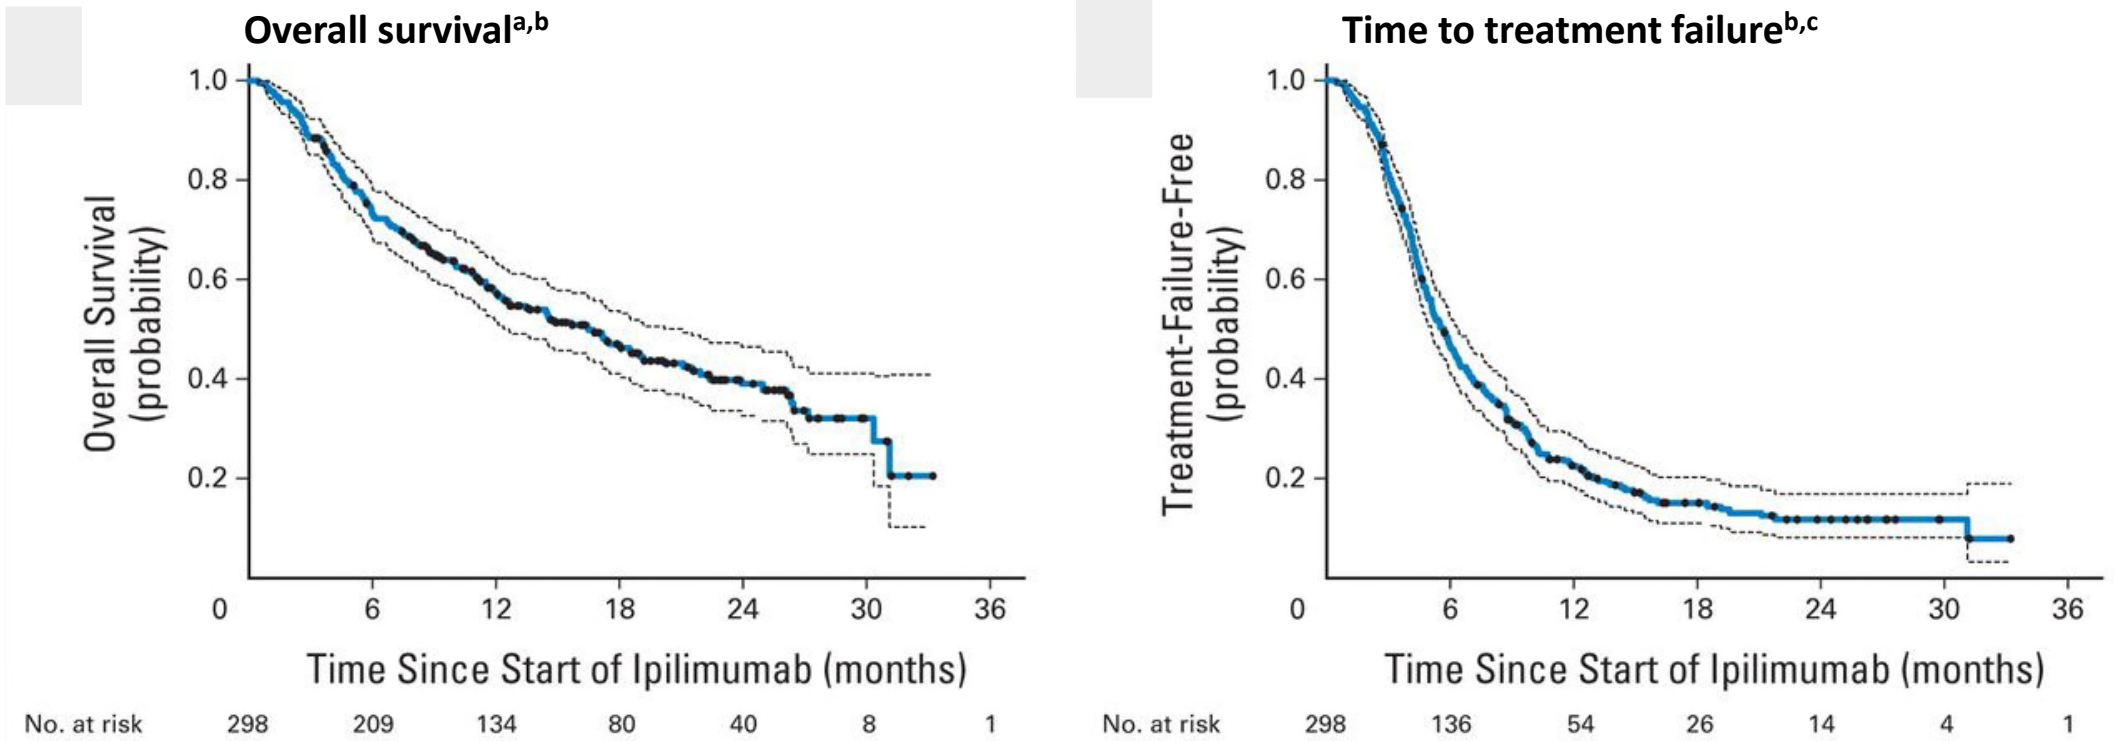 Overall survivala,b
1.0
0.8
0.6
0.4
0.2
Overall Survival
(probability)
0 6 12 18 24 30 36
Time Since Start of Ipilimumab (months)
No. at risk 298 209 134 80 40 8 1
Time to treatment failureb,c
1.0
0.8
0.6
0.4
0.2
Treatment-Failure-Free
(probability)
0 6 12 18 24 30 36
Time Since Start of Ipilimumab (months)
No. at risk 298 136 54 26 14 4 1